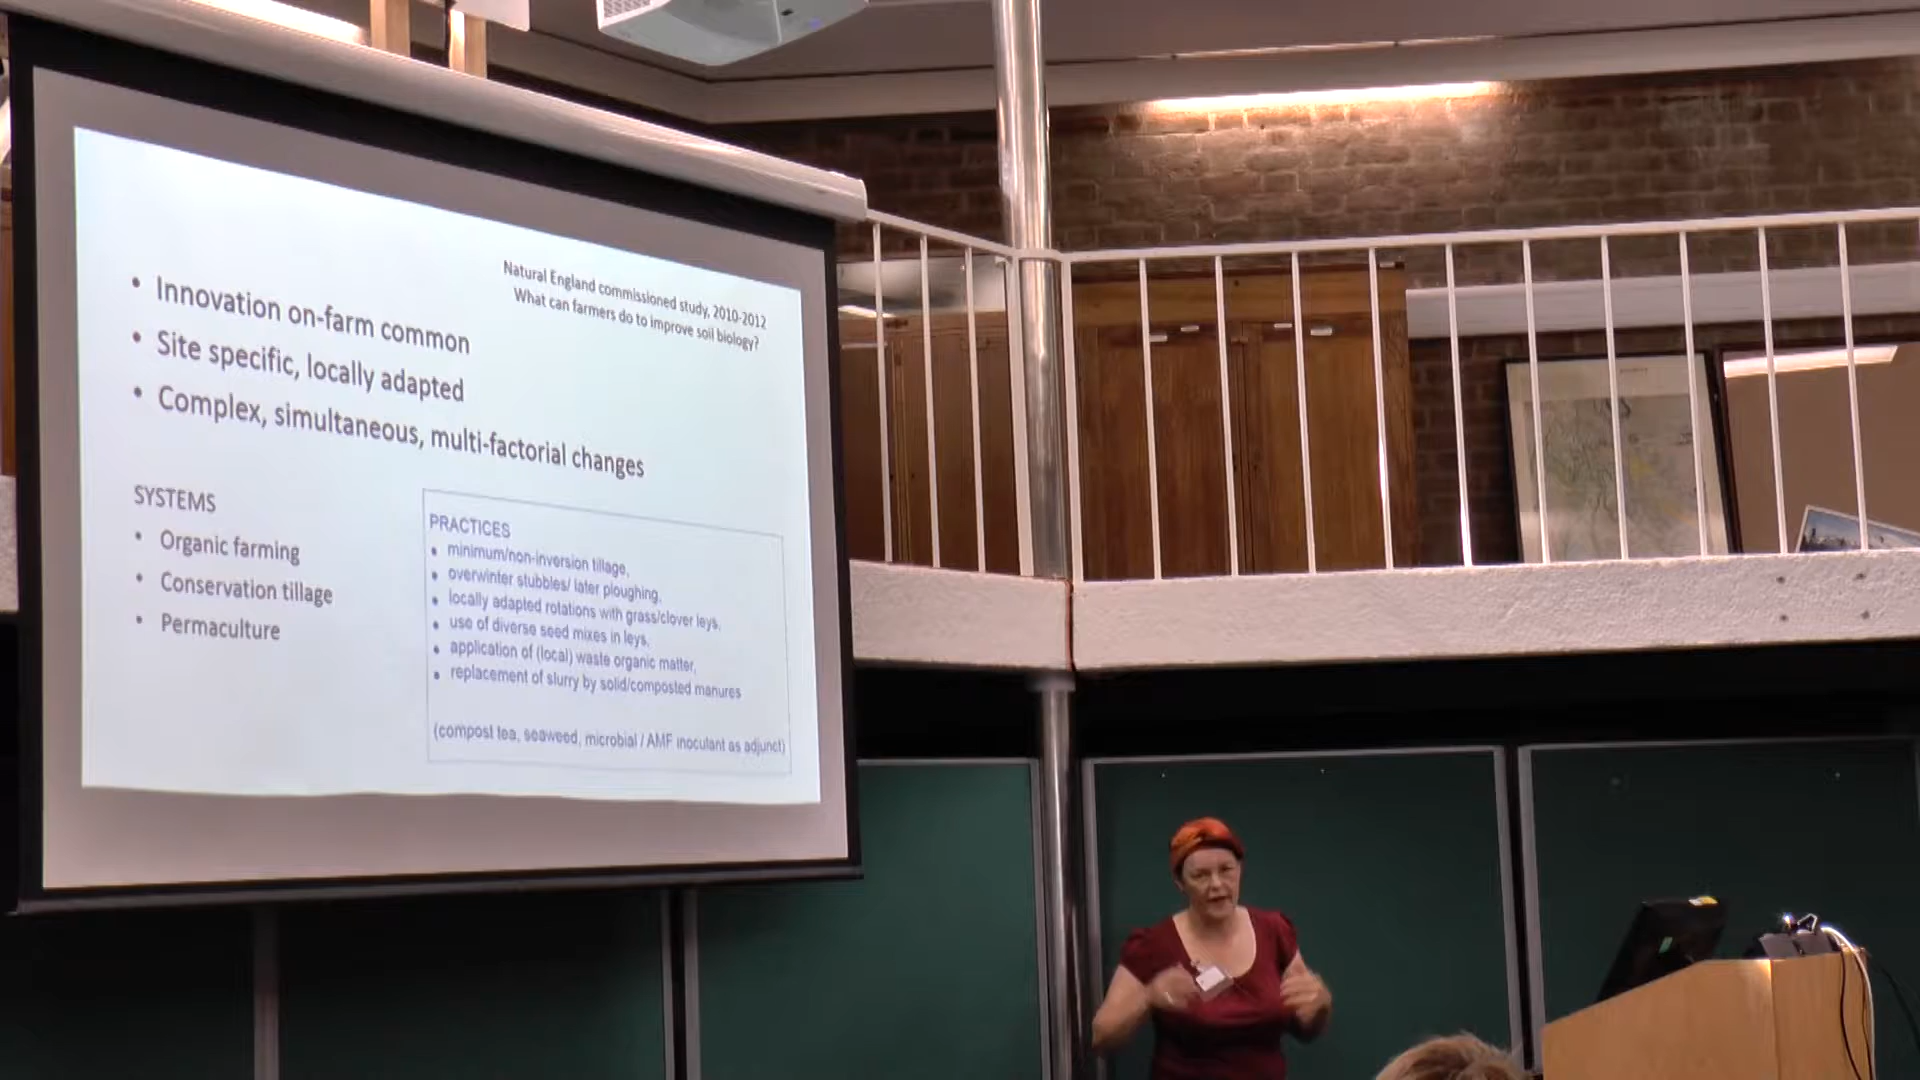 Natural England commissioned study, 2010-2012
What can farmers do to improve soil biology?
• Innovation on-farm common
• Site specific, locally adapted
• Complex, simultaneous, multi-factorial changes
SYSTEMS
• Organic farming
• Conservation tillage
• Permaculture
PRACTICES
• minimum/non-inversion tillage,
• overwinter stubbles/ later ploughing,
• locally adapted rotations with grass/clover leys,
• use of diverse seed mixes in leys,
• application of (local) waste organic matter,
• replacement of slurry by solid/composted manures
(compost tea, seaweed, microbial / AMF inoculant as adjunct)